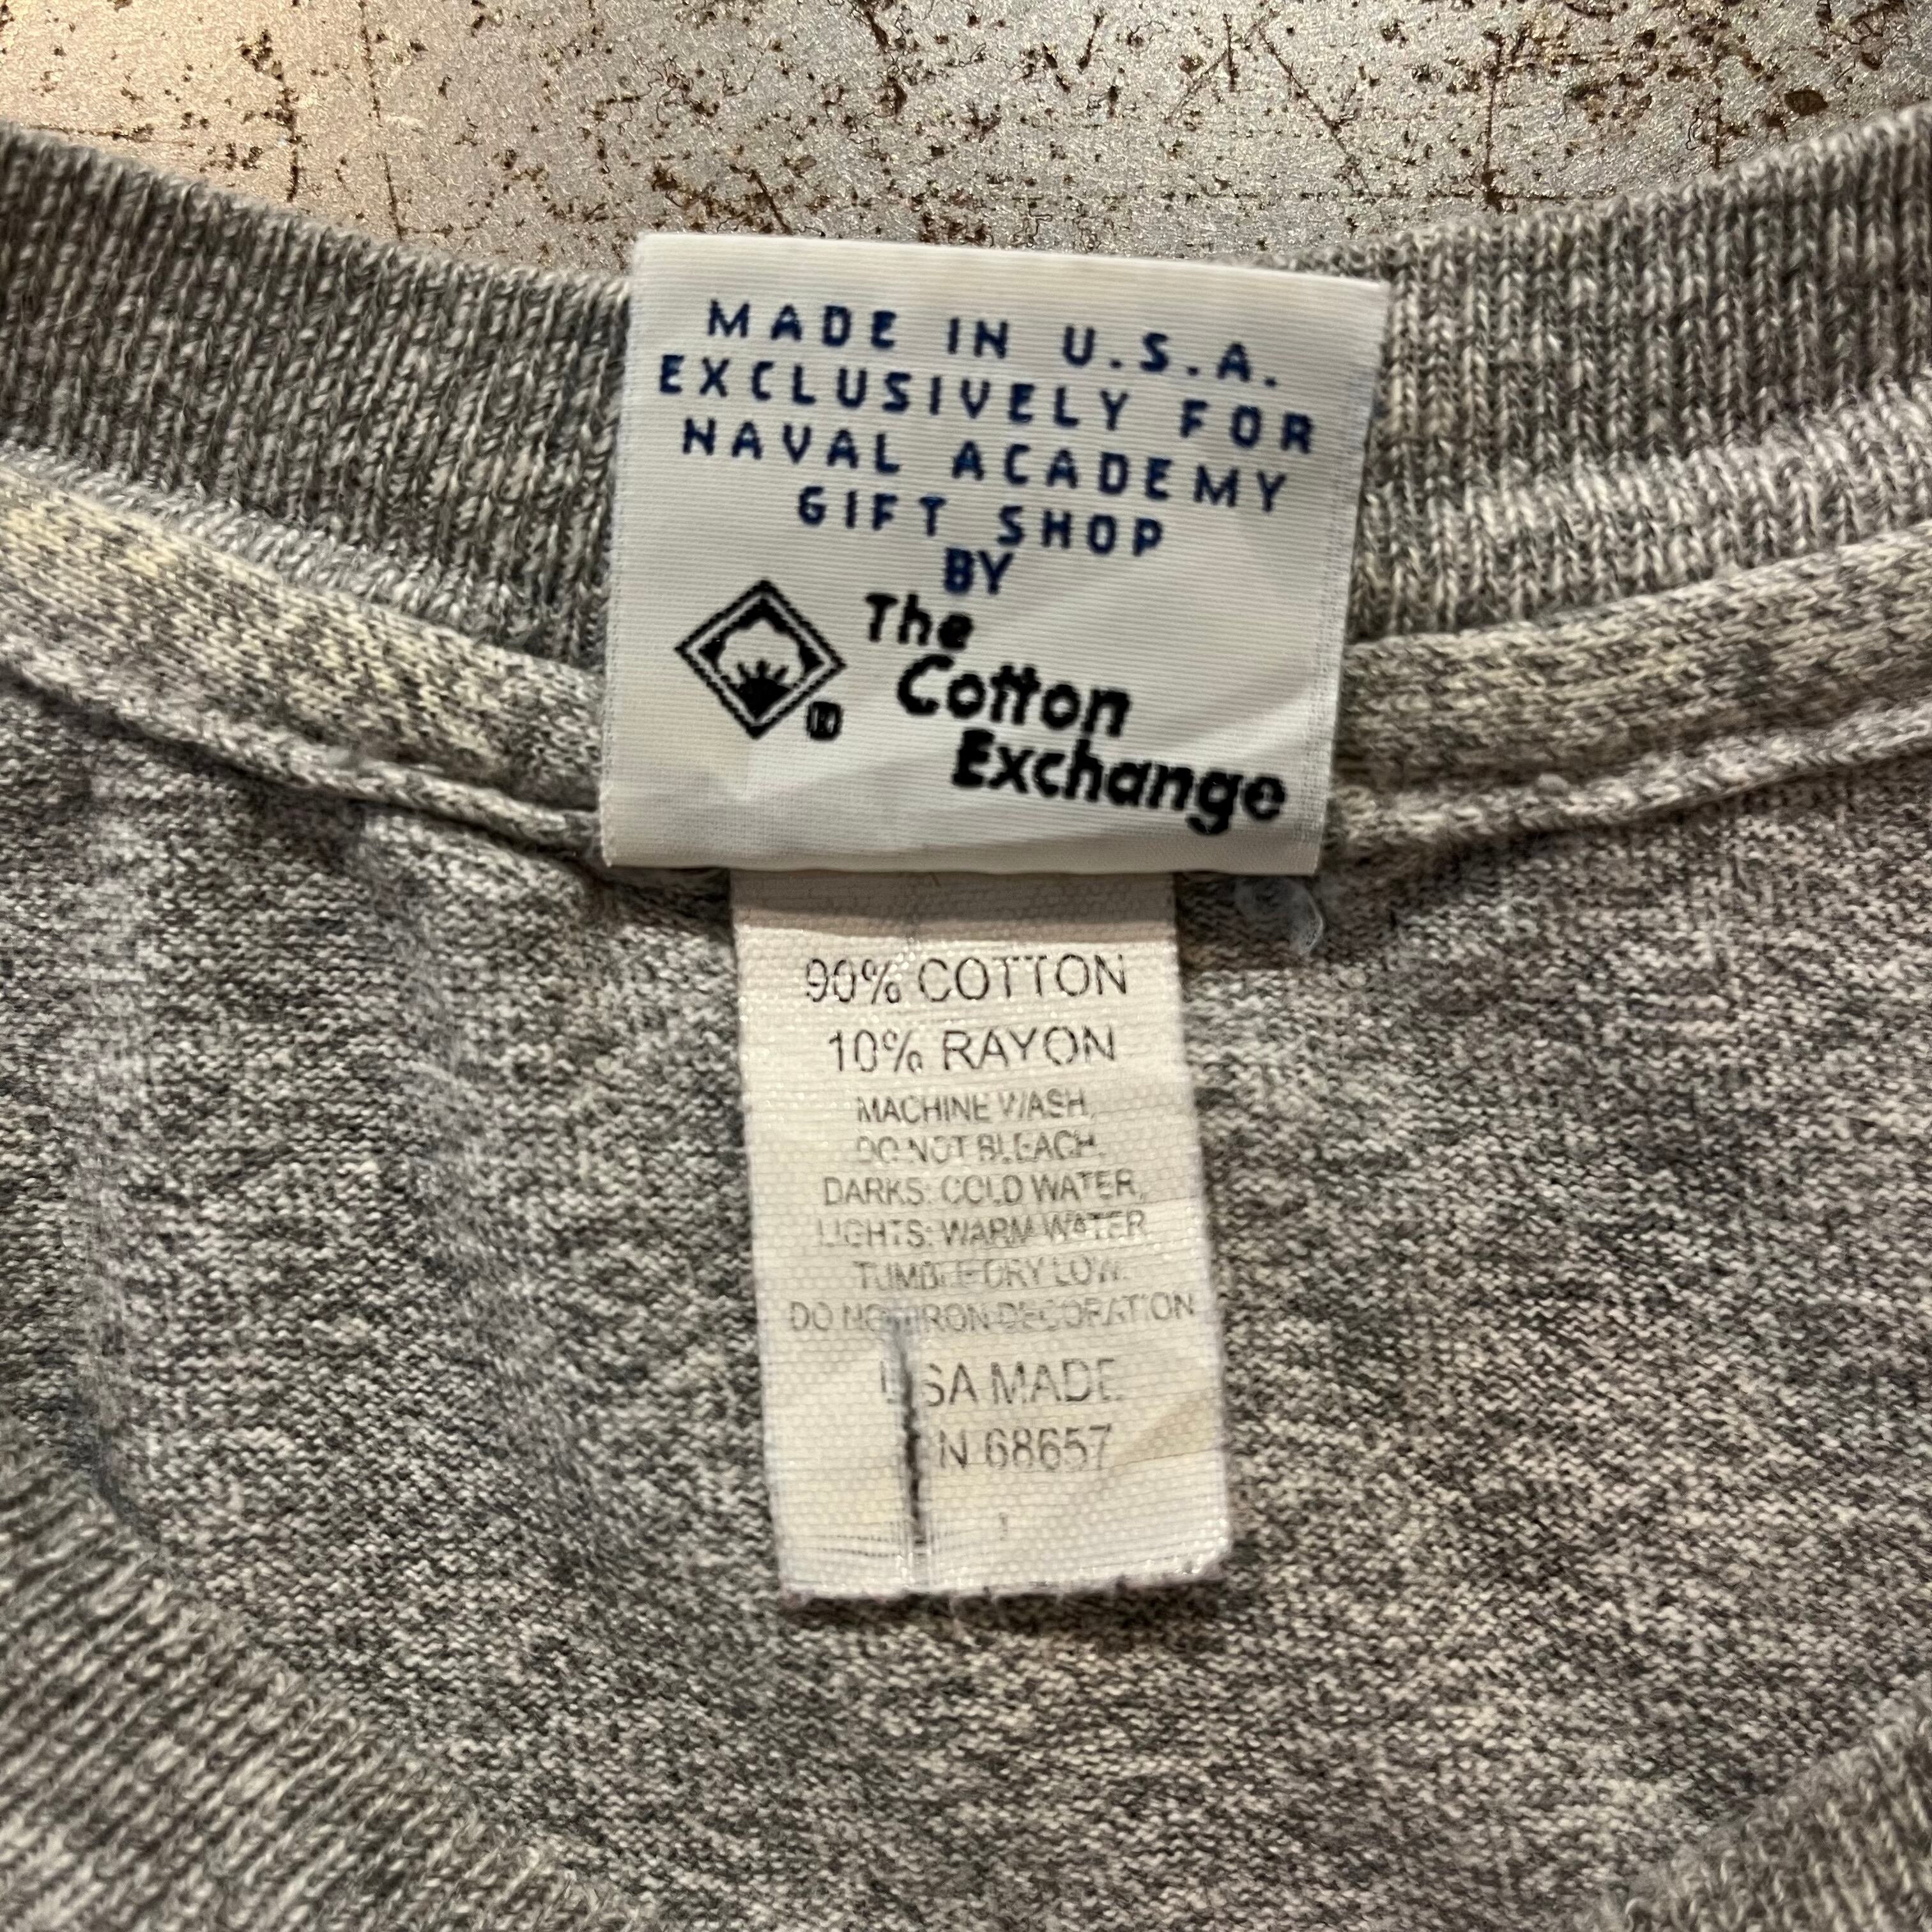 MADE IN U.S.A.
EXCLUSIVELY FOR
NAVAL ACADEMY
GIFT SHOP
BY
The
Cotton
Exchange
®
90% COTTON
10% RAYON
MACHINE WASH,
DO NOT BLEACH.
DARKS: COLD WATER,
LIGHTS: WARM WATER
TUMBLE DRY LOW.
DO NOT IRON DECORATION
USA MADE
N 68657